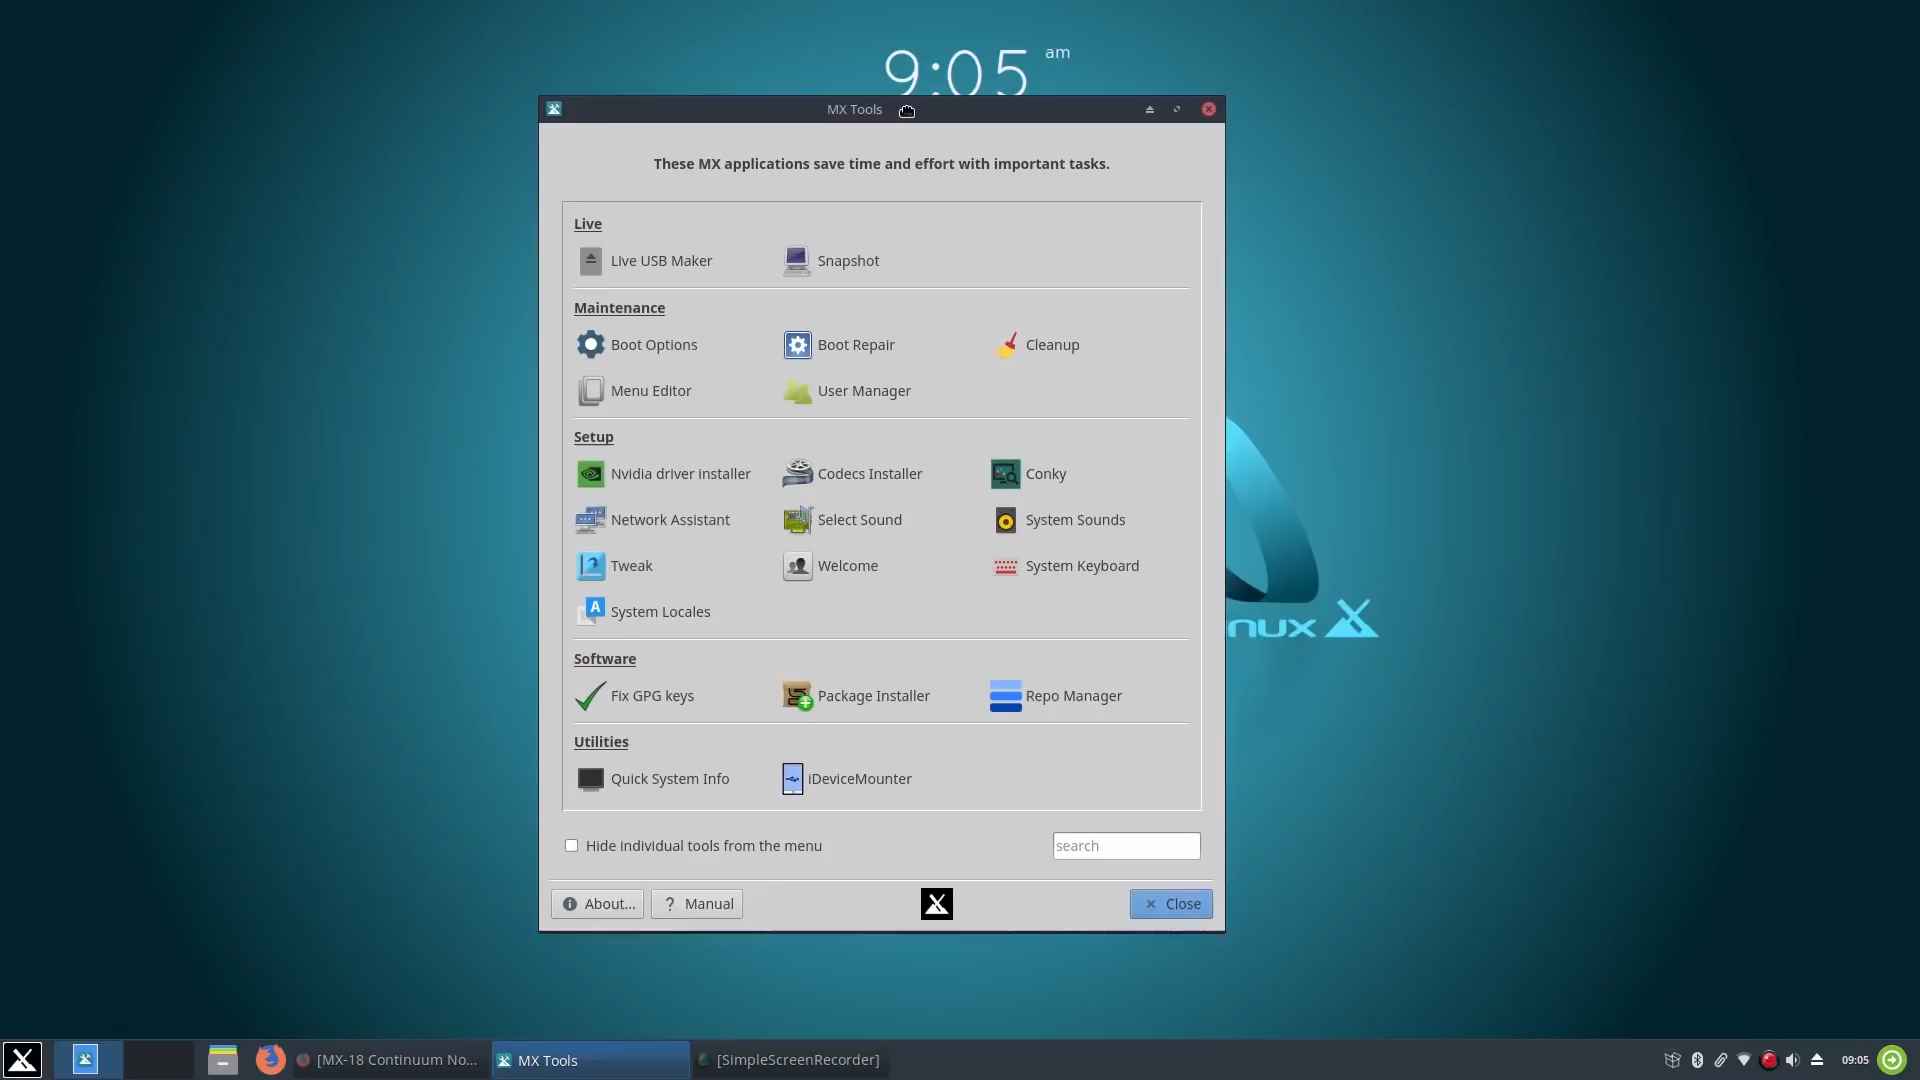 9:05 am
MX Tools
These MX applications save time and effort with important tasks.
Live
Live USB Maker Snapshot
Maintenance
Boot Options Boot Repair Cleanup
Menu Editor User Manager
Setup
Nvidia driver installer Codecs Installer Conky
Network Assistant Select Sound System Sounds
Tweak Welcome System Keyboard
System Locales
nux
Software
Fix GPG keys Package Installer Repo Manager
Utilities
Quick System Info iDeviceMounter
Hide individual tools from the menu search
About... ? Manual Close
[MX-18 Continuum No... MX Tools [SimpleScreenRecorder] 09:05